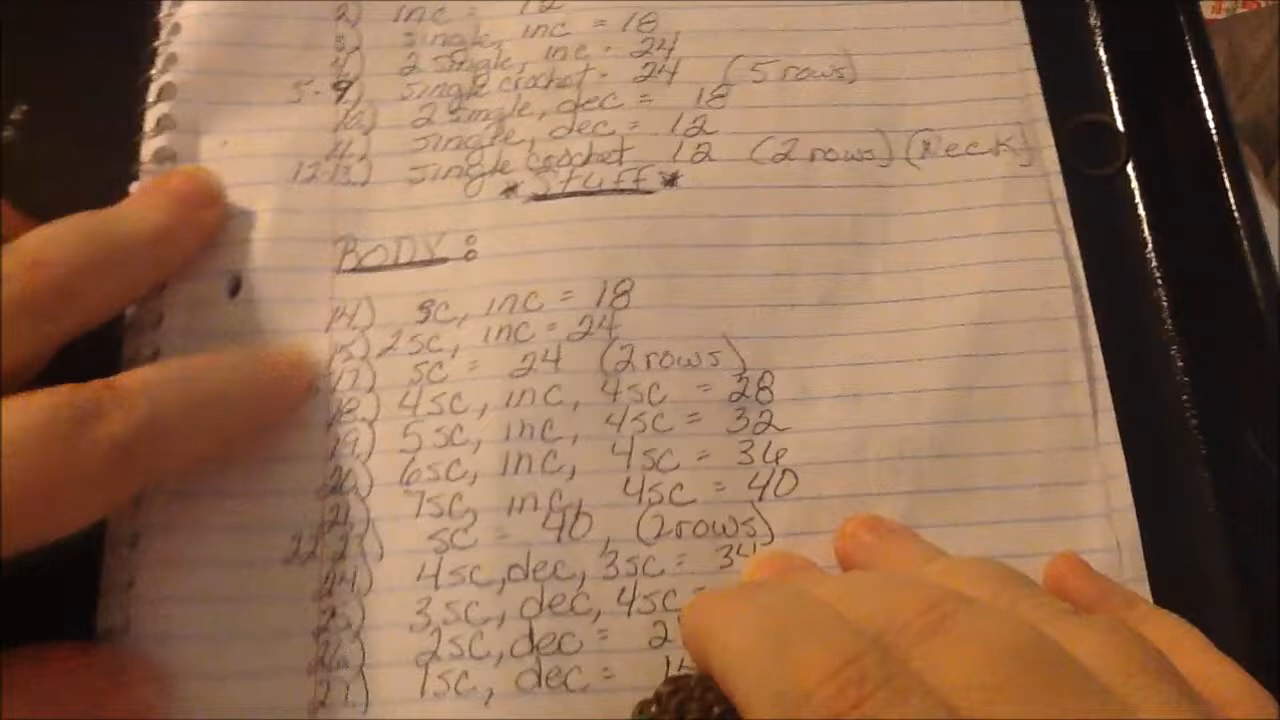 2) inc = 12
3) single, inc = 18
4) 2 single, inc = 24
5-9) single crochet - 24 (5 rows)
10.) 2 single, dec = 18
11.) single, dec = 12
12-13.) single crochet 12 (2 rows) (Neck)
*Stuff*
BODY:
14) sc, inc = 18
15.) 2sc, inc = 24
17) sc = 24 (2 rows)
18.) 4sc, inc, 4sc = 28
19) 5sc, inc, 4sc = 32
20.) 6sc, inc, 4sc = 36
21.) 7sc, inc, 4sc = 40
22-23) sc = 40, (2 rows)
24) 4sc, dec, 3sc = 34
25) 3sc, dec, 4sc =
26.) 2sc, dec = 2
27.) 1sc, dec =